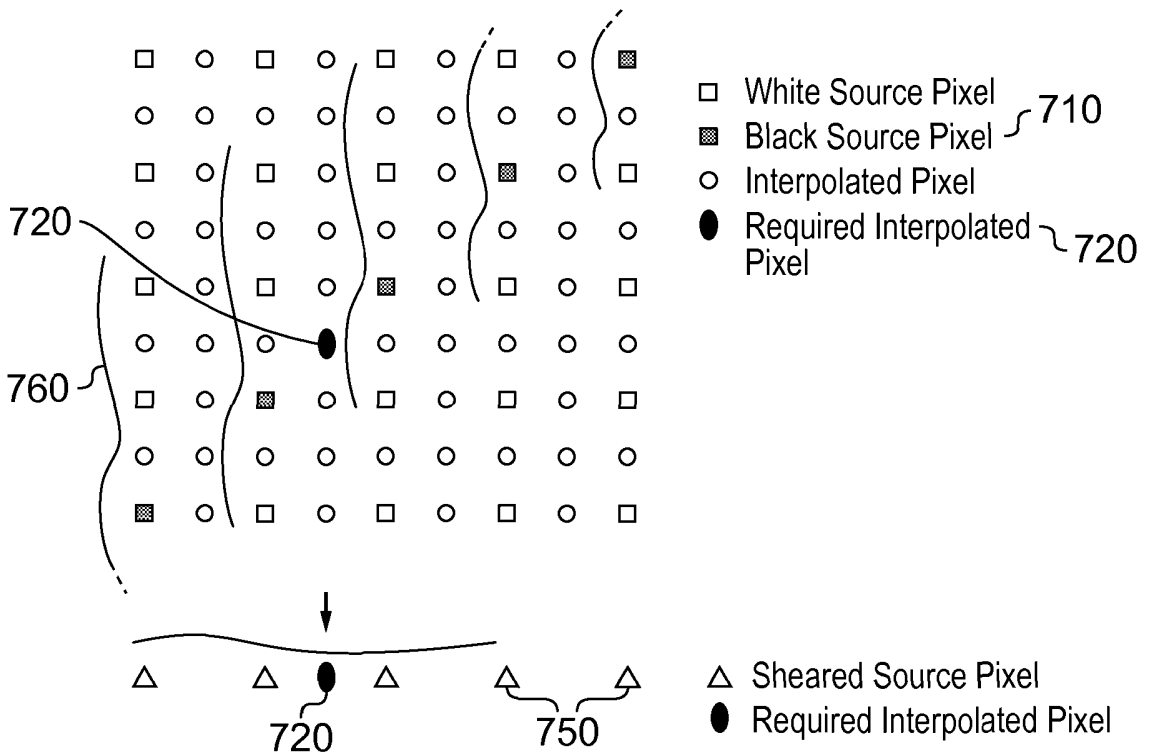 White Source Pixel
Black Source Pixel 710
Interpolated Pixel
720
Required Interpolated 720
Pixel
760
Sheared Source Pixel
720
750
Required Interpolated Pixel